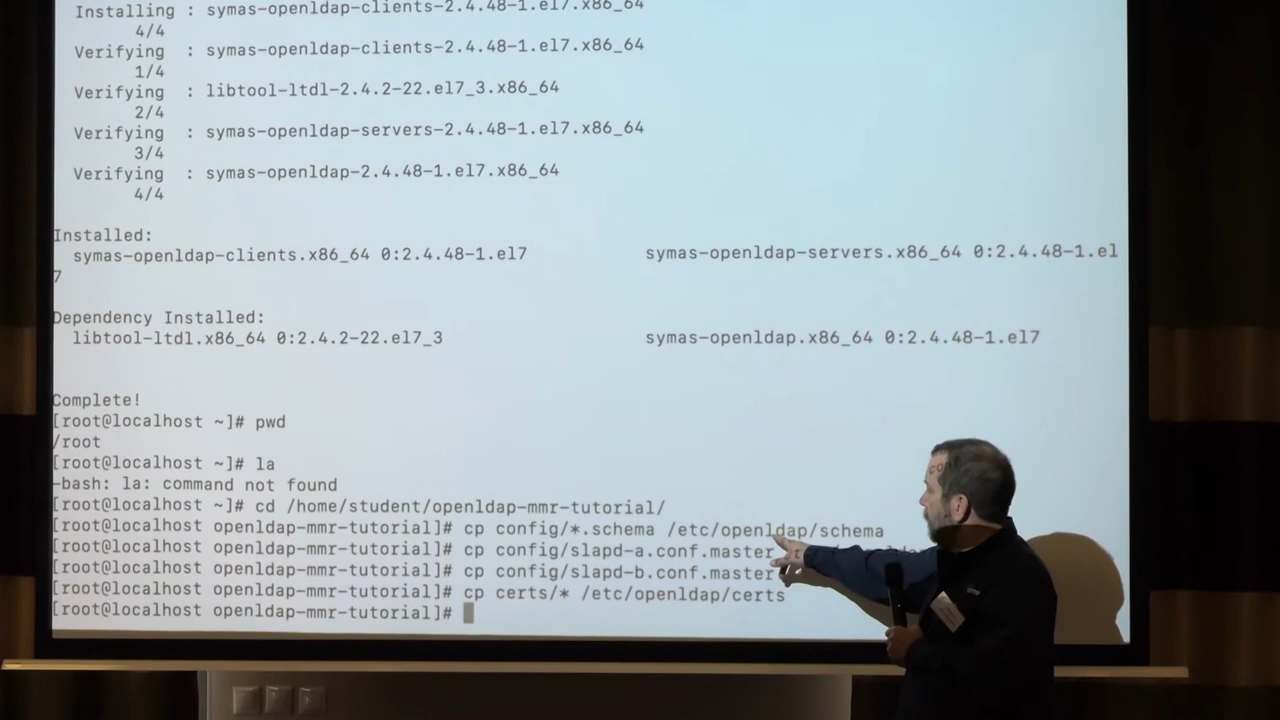 Installing : symas-openldap-clients-2.4.48-1.el7.x86_64
4/4
Verifying : symas-openldap-clients-2.4.48-1.el7.x86_64
1/4
Verifying : libtool-ltdl-2.4.2-22.el7_3.x86_64
2/4
Verifying : symas-openldap-servers-2.4.48-1.el7.x86_64
3/4
Verifying : symas-openldap-2.4.48-1.el7.x86_64
4/4
Installed:
symas-openldap-clients.x86_64 0:2.4.48-1.el7 symas-openldap-servers.x86_64 0:2.4.48-1.el
7
Dependency Installed:
libtool-ltdl.x86_64 0:2.4.2-22.el7_3 symas-openldap.x86_64 0:2.4.48-1.el7
Complete!
[root@localhost ~]# pwd
/root
[root@localhost ~]# la
-bash: la: command not found
[root@localhost ~]# cd /home/student/openldap-mmr-tutorial/
[root@localhost openldap-mmr-tutorial]# cp config/*.schema /etc/openldap/schema
[root@localhost openldap-mmr-tutorial]# cp config/slapd-a.conf.master
[root@localhost openldap-mmr-tutorial]# cp config/slapd-b.conf.master
[root@localhost openldap-mmr-tutorial]# cp certs/* /etc/openldap/certs
[root@localhost openldap-mmr-tutorial]#